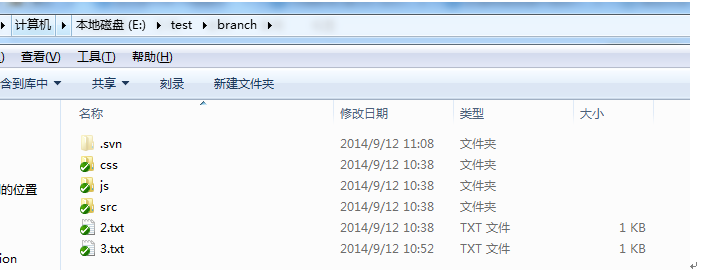 计算机 ▸ 本地磁盘 (E:) ▸ test ▸ branch ▸
) 查看(V) 工具(T) 帮助(H)
含到库中 ▼ 共享 ▼ 刻录 新建文件夹
名称 修改日期 类型 大小
.svn 2014/9/12 11:08 文件夹
css 2014/9/12 10:38 文件夹
js 2014/9/12 10:38 文件夹
的位置
src 2014/9/12 10:38 文件夹
2.txt 2014/9/12 10:38 TXT 文件 1 KB
3.txt 2014/9/12 10:52 TXT 文件 1 KB
ion